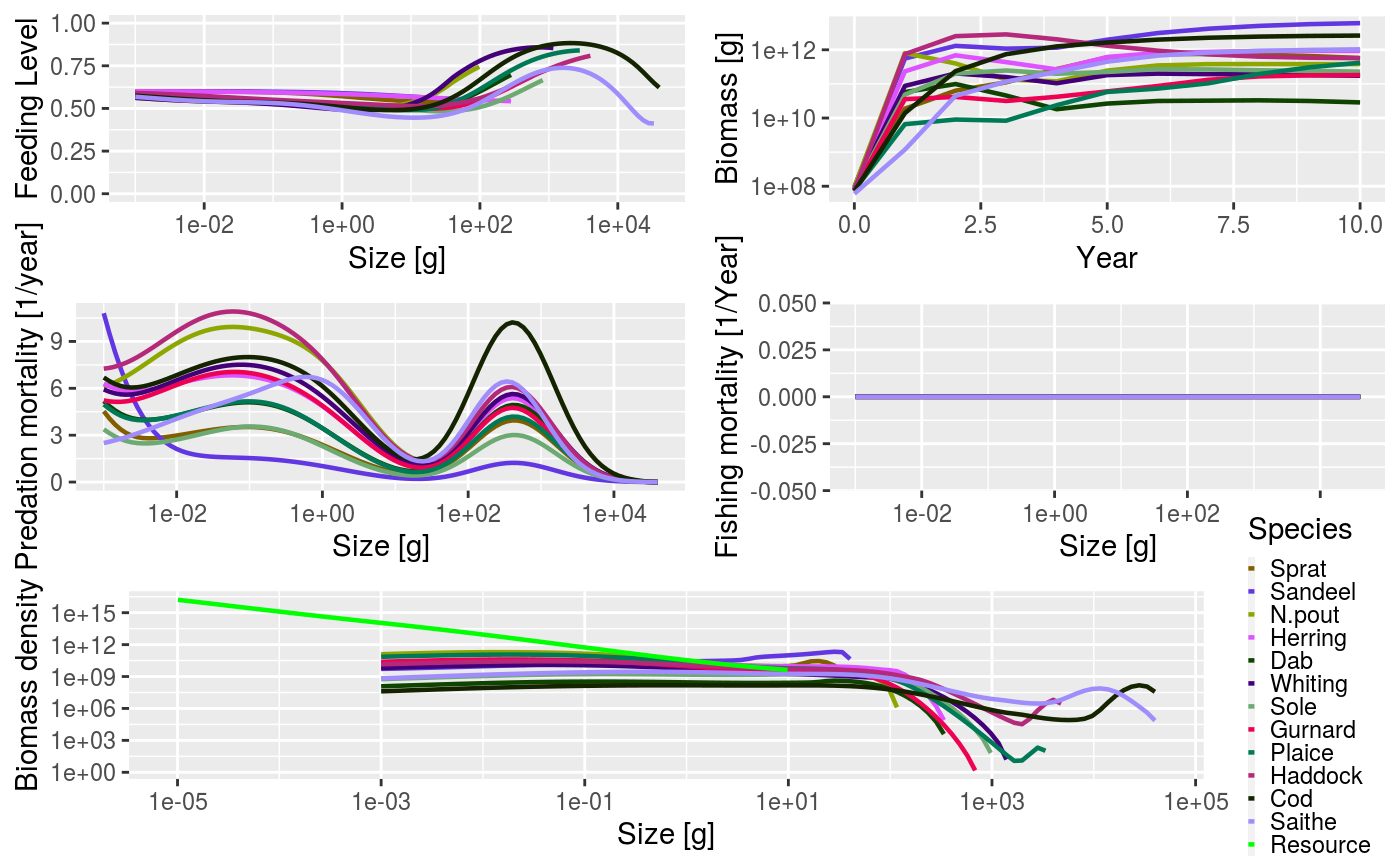 Feeding Level
1.00
0.75
0.50
0.25
0.00
1e-02 1e+00 1e+02 1e+04
Size [g]
Biomass [g]
1e+12
1e+10
1e+08
0.0 2.5 5.0 7.5 10.0
Year
Predation mortality [1/year]
9
6
3
0
1e-02 1e+00 1e+02 1e+04
Size [g]
Fishing mortality [1/Year]
0.050
0.025
0.000
-0.025
-0.050
1e-02 1e+00 1e+02
Size [g]
Biomass density
1e+15
1e+12
1e+09
1e+06
1e+03
1e+00
1e-05 1e-03 1e-01 1e+01 1e+03 1e+05
Size [g]
Species
Sprat
Sandeel
N.pout
Herring
Dab
Whiting
Sole
Gurnard
Plaice
Haddock
Cod
Saithe
Resource